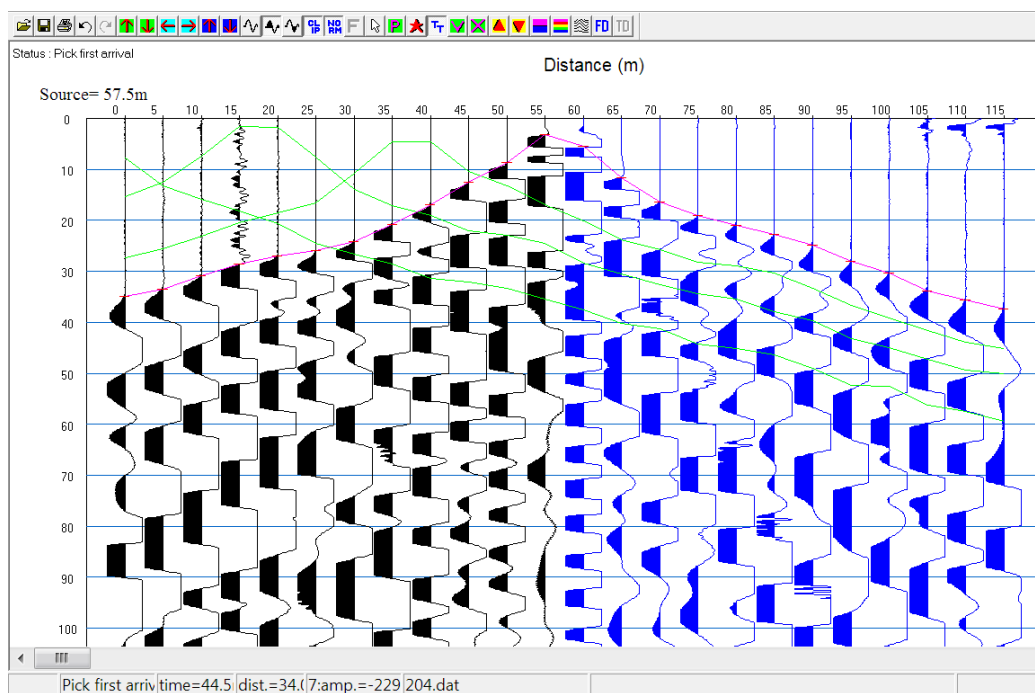 CL IP NO RM F P TT FD TD
Status : Pick first arrival
Distance (m)
Source= 57.5m
0 5 10 15 20 25 30 35 40 45 50 55 60 65 70 75 80 85 90 95 100 105 110 115
0
10
20
30
40
50
60
70
80
90
100
Pick first arriv time=44.5 dist.=34.( 7:amp.=-229 204.dat